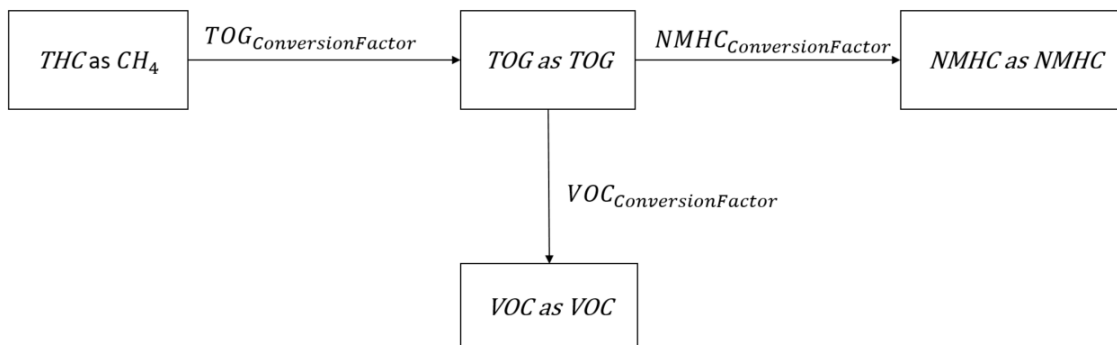 THC as CH₄
TOG_ConversionFactor
TOG as TOG
NMHC_ConversionFactor
NMHC as NMHC
VOC_ConversionFactor
VOC as VOC